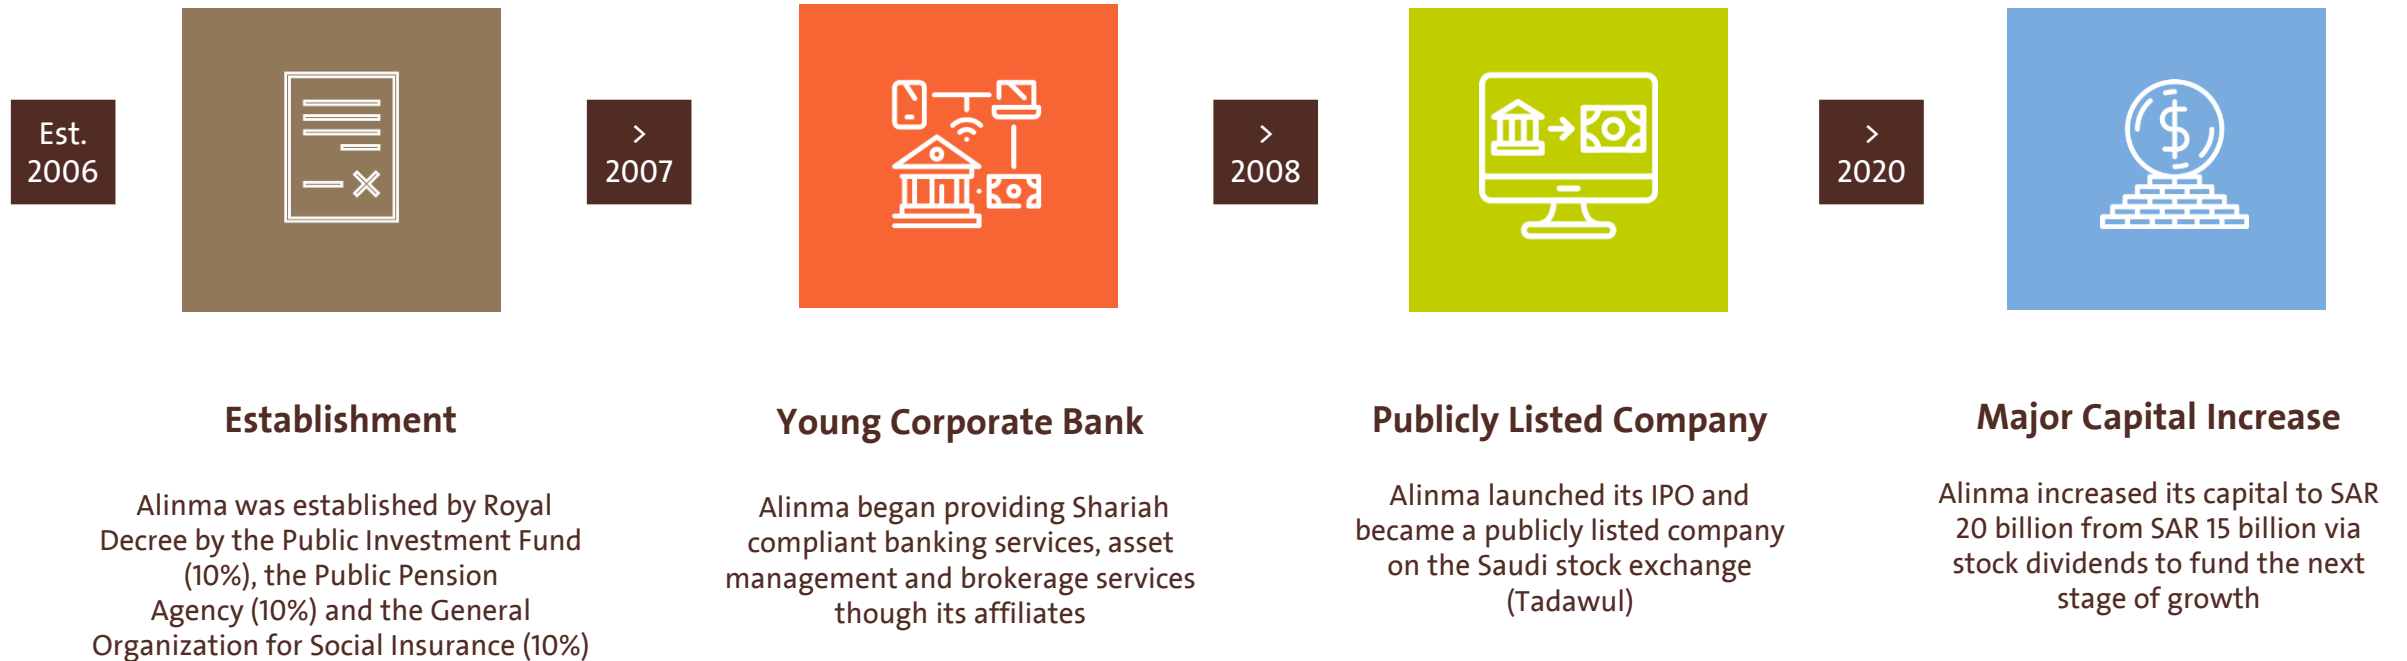 Est.
2006
Establishment
Alinma was established by Royal
Decree by the Public Investment Fund
(10%), the Public Pension
Agency (10%) and the General
Organization for Social Insurance (10%)
>
2007
Young Corporate Bank
Alinma began providing Shariah
compliant banking services, asset
management and brokerage services
though its affiliates
>
2008
Publicly Listed Company
Alinma launched its IPO and
became a publicly listed company
on the Saudi stock exchange
(Tadawul)
>
2020
$
Major Capital Increase
Alinma increased its capital to SAR
20 billion from SAR 15 billion via
stock dividends to fund the next
stage of growth